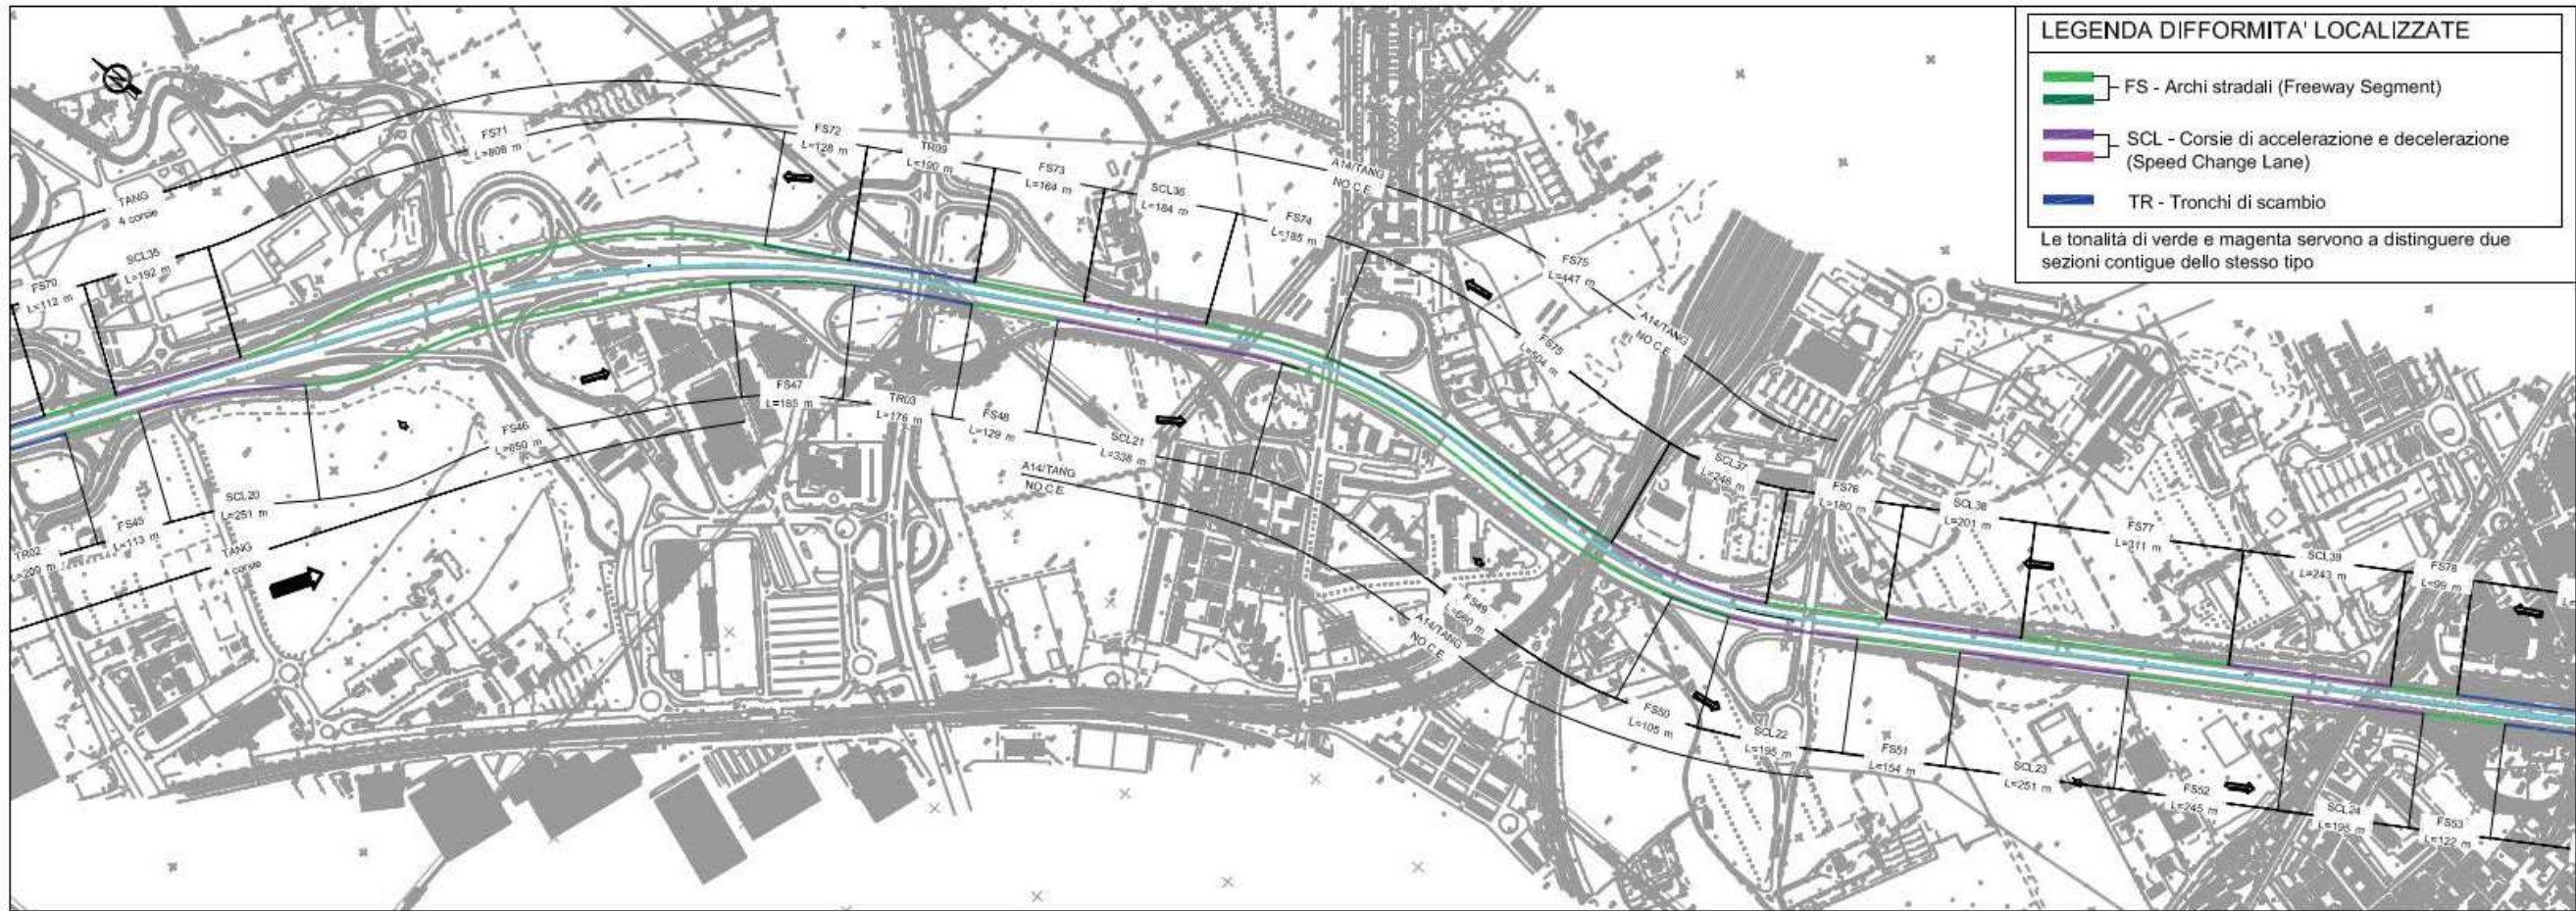 LEGENDA DIFFORMITA' LOCALIZZATE
FS - Archi stradali (Freeway Segment)
SCL - Corsie di accelerazione e decelerazione
(Speed Change Lane)
TR - Tronchi di scambio
Le tonalità di verde e magenta servono a distinguere due
sezioni contigue dello stesso tipo
N
TANG
4 corsie
FS70
L=112 m
SCL35
L=192 m
FS71
L=808 m
FS72
L=128 m
TR09
L=190 m
FS73
L=164 m
SCL36
L=184 m
FS74
L=185 m
A14/TANG
NO C.E.
FS75
L=447 m
A14/TANG
NO C.E.
FS75
L=504 m
SCL37
L=246 m
FS76
L=180 m
SCL38
L=201 m
FS77
L=311 m
SCL39
L=243 m
FS78
L=99 m
TR02
L=209 m
FS45
L=113 m
SCL20
L=251 m
TANG
4 corsie
FS46
L=650 m
FS47
L=185 m
TR03
L=176 m
FS48
L=129 m
SCL21
L=338 m
A14/TANG
NO C.E.
FS49
L=660 m
A14/TANG
NO C.E.
FS50
L=105 m
SCL22
L=195 m
FS51
L=154 m
SCL23
L=251 m
FS52
L=245 m
SCL24
L=195 m
FS53
L=122 m